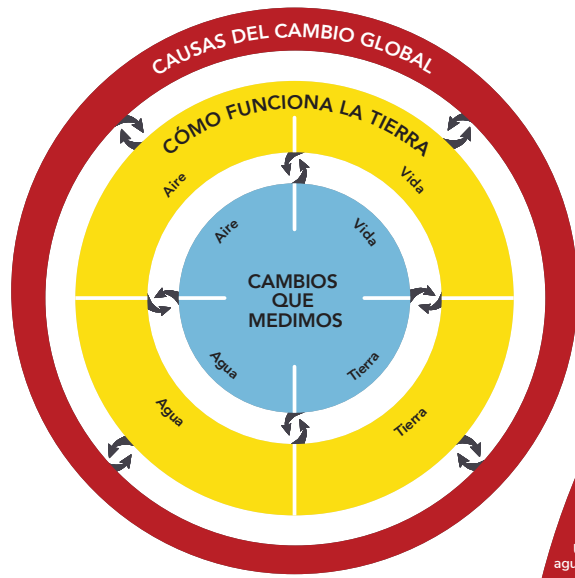 CAUSAS DEL CAMBIO GLOBAL
CÓMO FUNCIONA LA TIERRA
Aire
Vida
Aire
Vida
CAMBIOS
QUE
MEDIMOS
Agua
Tierra
Agua
Tierra